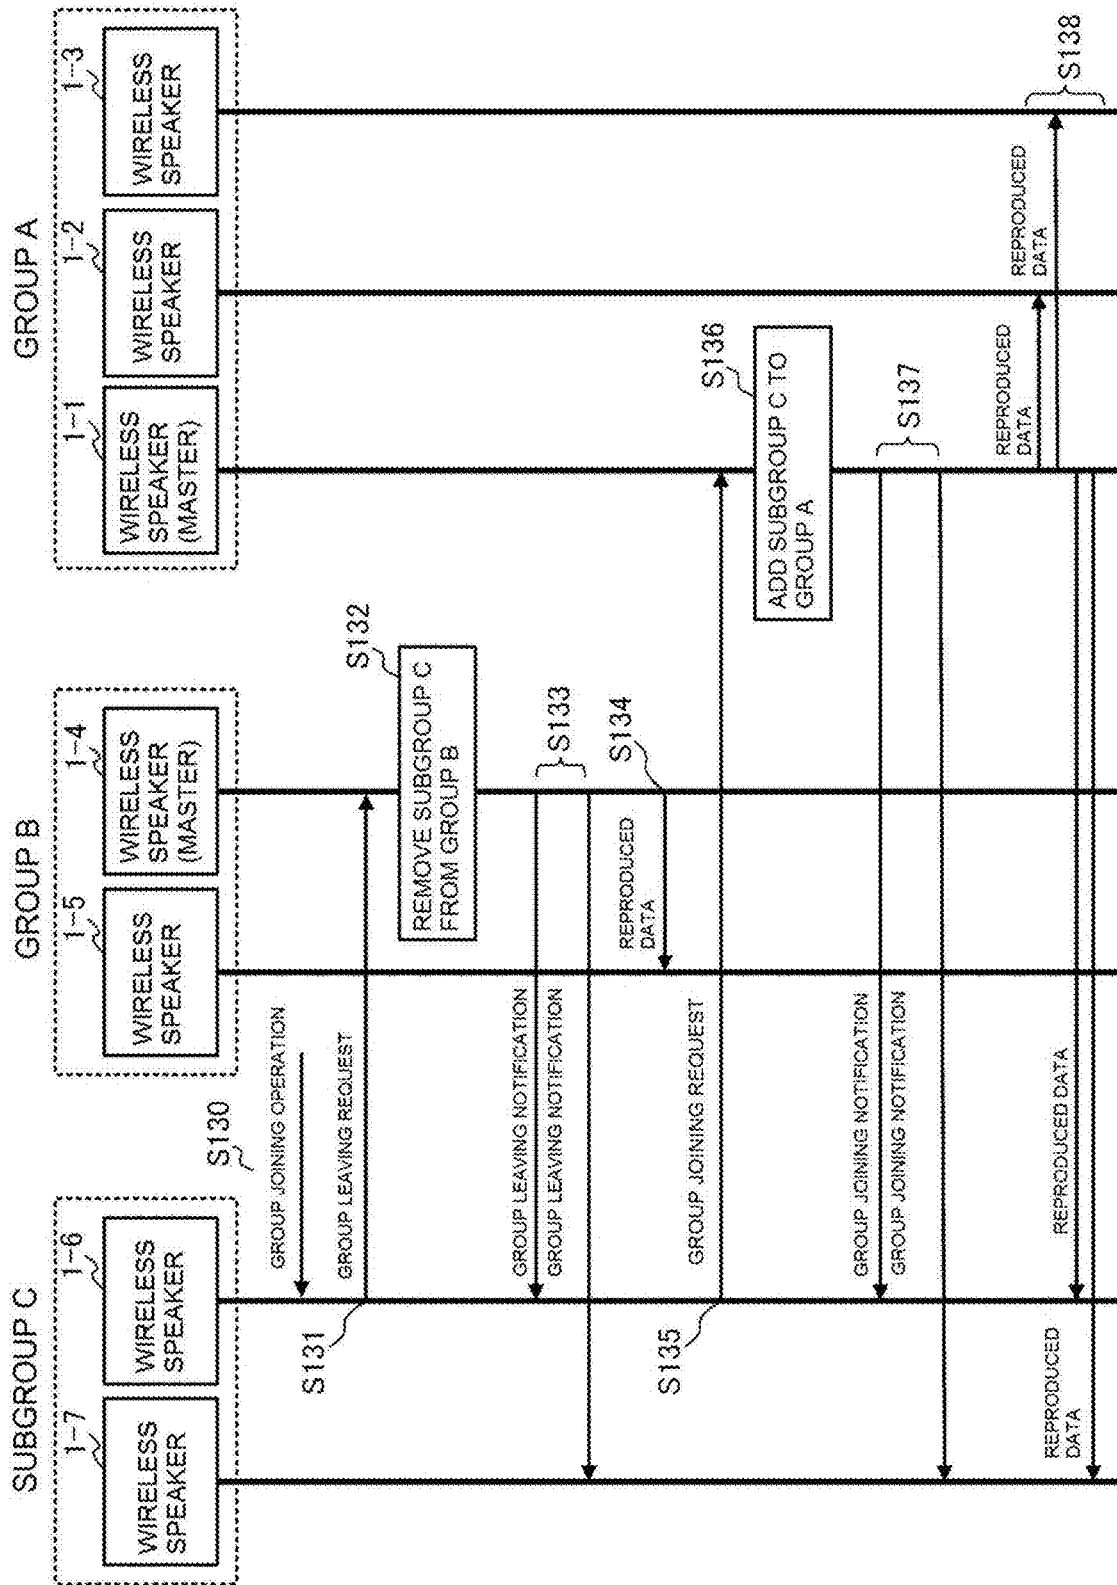 SUBGROUP C
GROUP B
GROUP A
1-7
1-6
1-5
1-4
1-1
1-2
1-3
WIRELESS
SPEAKER
WIRELESS
SPEAKER
WIRELESS
SPEAKER
WIRELESS
SPEAKER
(MASTER)
WIRELESS
SPEAKER
(MASTER)
WIRELESS
SPEAKER
WIRELESS
SPEAKER
S130
GROUP JOINING OPERATION
S131
GROUP LEAVING REQUEST
S132
REMOVE SUBGROUP C
FROM GROUP B
GROUP LEAVING NOTIFICATION
GROUP LEAVING NOTIFICATION
S133
S134
REPRODUCED
DATA
S135
GROUP JOINING REQUEST
S136
ADD SUBGROUP C TO
GROUP A
GROUP JOINING NOTIFICATION
GROUP JOINING NOTIFICATION
S137
REPRODUCED
DATA
REPRODUCED
DATA
S138
REPRODUCED DATA
REPRODUCED
DATA